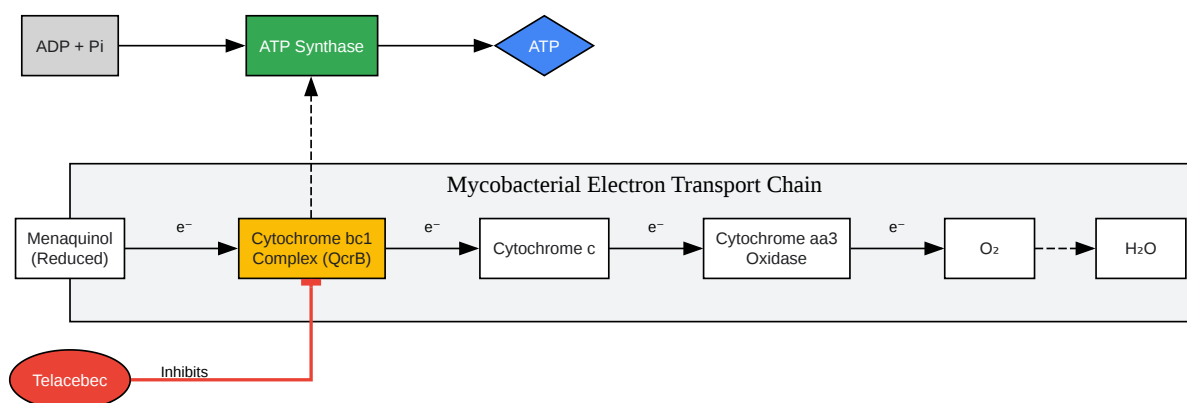 ADP + Pi
ATP Synthase
ATP
Mycobacterial Electron Transport Chain
Menaquinol
(Reduced)
e⁻
Cytochrome bc1
Complex (QcrB)
e⁻
Cytochrome c
e⁻
Cytochrome aa3
Oxidase
e⁻
O₂
H₂O
Telacebec
Inhibits